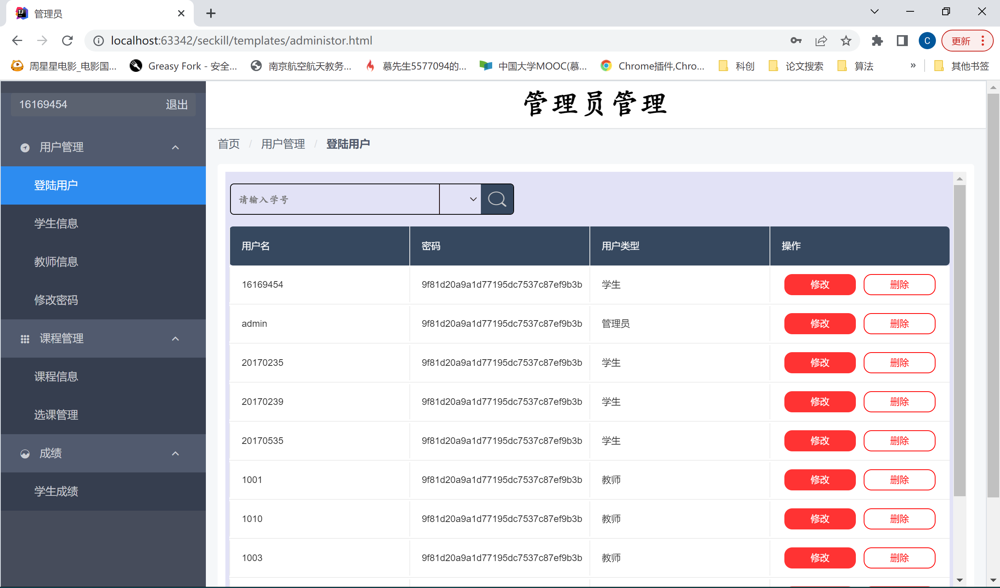 管理员
localhost:63342/seckill/templates/administor.html
更新
周星星电影_电影国...
Greasy Fork - 安全...
南京航空航天教务...
慕先生5577094的...
中国大学MOOC(慕...
Chrome插件,Chro...
科创
论文搜索
算法
»
其他书签
C
16169454 退出
用户管理
登陆用户
学生信息
教师信息
修改密码
课程管理
课程信息
选课管理
成绩
学生成绩
管理员管理
首页 / 用户管理 / 登陆用户
请输入学号
用户名 密码 用户类型 操作
16169454 9f81d20a9a1d77195dc7537c87ef9b3b 学生 修改 删除
admin 9f81d20a9a1d77195dc7537c87ef9b3b 管理员 修改 删除
20170235 9f81d20a9a1d77195dc7537c87ef9b3b 学生 修改 删除
20170239 9f81d20a9a1d77195dc7537c87ef9b3b 学生 修改 删除
20170535 9f81d20a9a1d77195dc7537c87ef9b3b 学生 修改 删除
1001 9f81d20a9a1d77195dc7537c87ef9b3b 教师 修改 删除
1010 9f81d20a9a1d77195dc7537c87ef9b3b 教师 修改 删除
1003 9f81d20a9a1d77195dc7537c87ef9b3b 教师 修改 删除